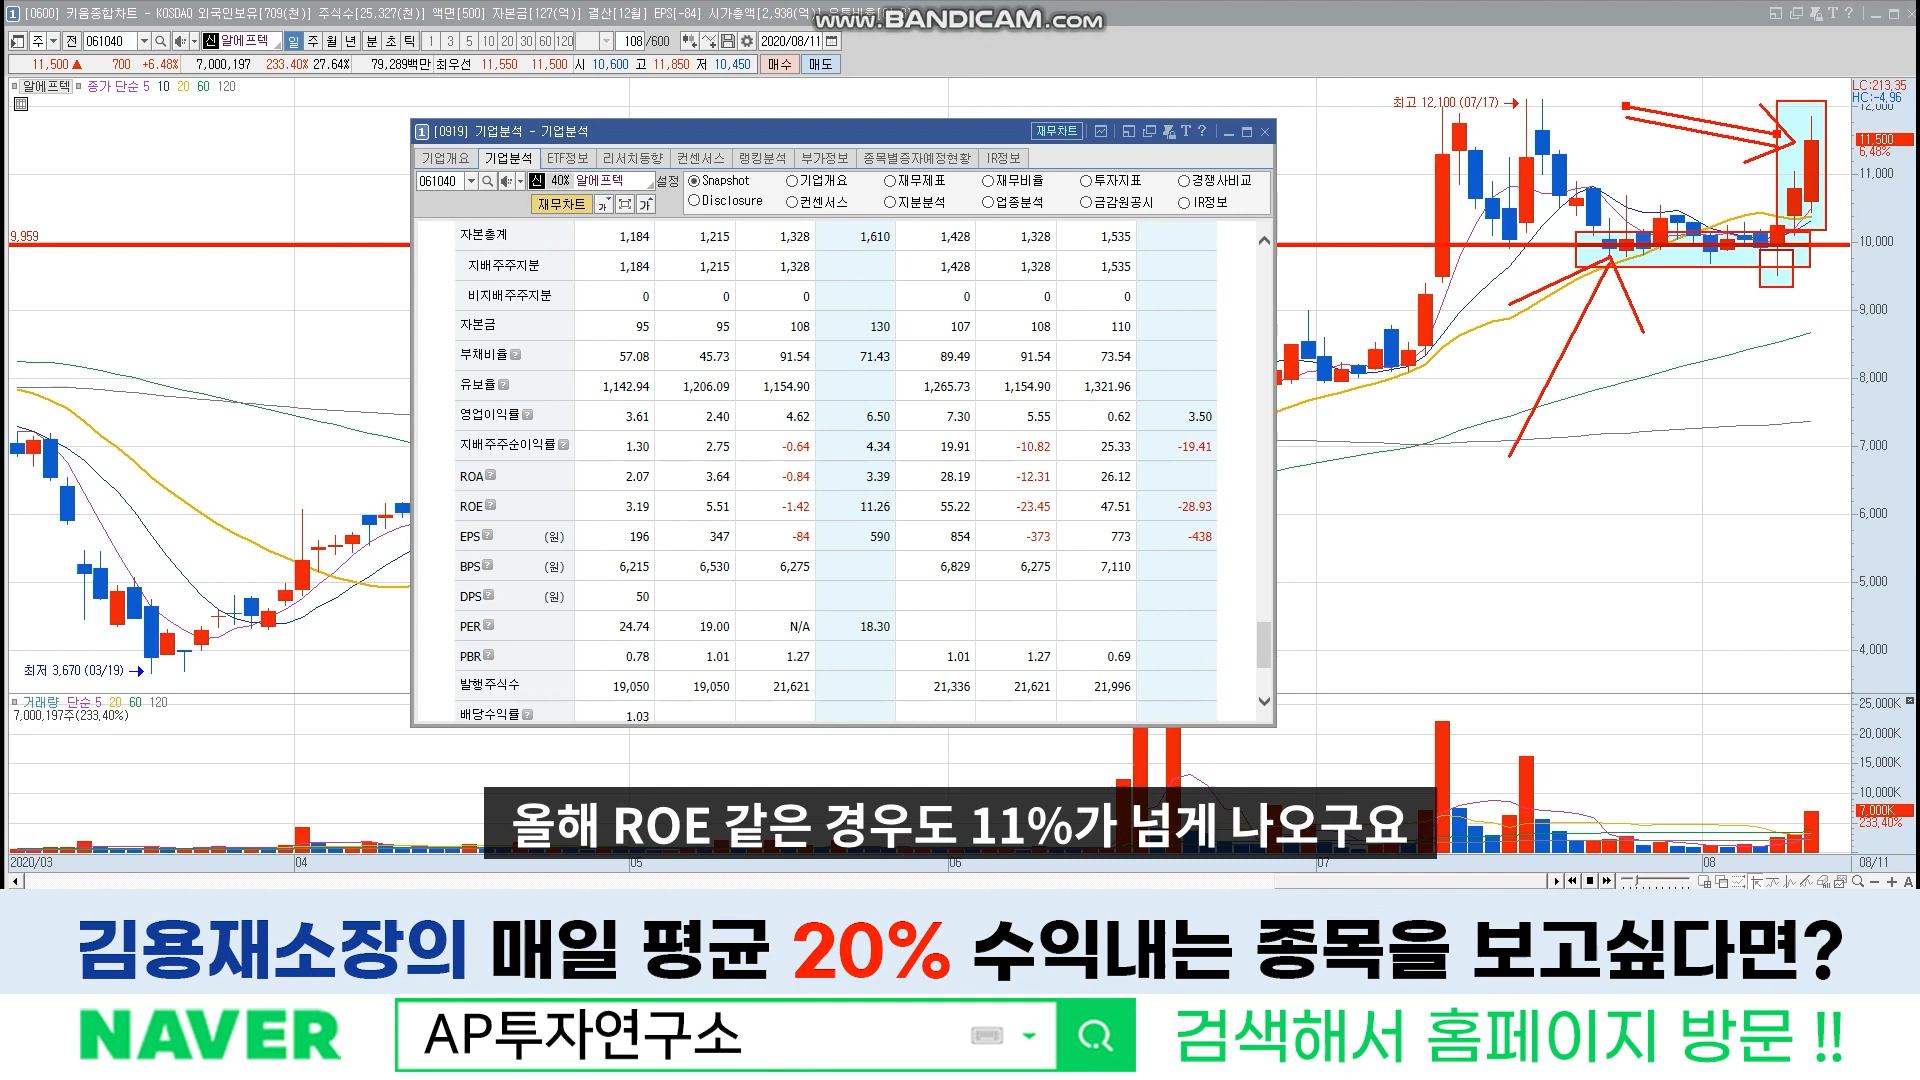 [0600] 키움종합차트 - KOSDAQ 외국인보유[709(천)] 주식수[25,327(천)] 액면[500] 자본금[127(억)] 결산[12월] EPS[-84] 시가총액[2,938(억)]
www.BANDICAM.com
주 전 061040 신 알에프텍 일 주 월 년 분 초 틱 1 3 5 10 20 30 60 120 108 /600 2020/08/11
11,500 ▲ 700 +6.48% 7,000,197 233.40% 27.64% 79,289백만 최우선 11,550 11,500 시 10,600 고 11,850 저 10,450 매수 매도
알에프텍 종가 단순 5 10 20 60 120
LC:213.35
HC:-4.96
최고 12,100 (07/17)
12,000
11,500
6.48%
11,000
10,000
9,000
8,000
7,000
6,000
5,000
4,000
9,959
최저 3,670 (03/19)
[0919] 기업분석 - 기업분석 재무차트
기업개요 기업분석 ETF정보 리서치동향 컨센서스 랭킹분석 부가정보 종목별증자예정현황 IR정보
061040 신 40% 알에프텍 설정 Snapshot 기업개요 재무제표 재무비율 투자지표 경쟁사비교
재무차트 가 가 Disclosure 컨센서스 지분분석 업종분석 금감원공시 IR정보
자본총계 1,184 1,215 1,328 1,610 1,428 1,328 1,535
지배주주지분 1,184 1,215 1,328 1,428 1,328 1,535
비지배주주지분 0 0 0 0 0 0
자본금 95 95 108 130 107 108 110
부채비율 57.08 45.73 91.54 71.43 89.49 91.54 73.54
유보율 1,142.94 1,206.09 1,154.90 1,265.73 1,154.90 1,321.96
영업이익률 3.61 2.40 4.62 6.50 7.30 5.55 0.62 3.50
지배주주순이익률 1.30 2.75 -0.64 4.34 19.91 -10.82 25.33 -19.41
ROA 2.07 3.64 -0.84 3.39 28.19 -12.31 26.12
ROE 3.19 5.51 -1.42 11.26 55.22 -23.45 47.51 -28.93
EPS (원) 196 347 -84 590 854 -373 773 -438
BPS (원) 6,215 6,530 6,275 6,829 6,275 7,110
DPS (원) 50
PER 24.74 19.00 N/A 18.30
PBR 0.78 1.01 1.27 1.01 1.27 0.69
발행주식수 19,050 19,050 21,621 21,336 21,621 21,996
배당수익률 1.03
거래량 단순 5 20 60 120
7,000,197주(233.40%)
25,000K
20,000K
15,000K
10,000K
7,000K
233.40%
올해 ROE 같은 경우도 11%가 넘게 나오구요
2020/03 04 05 06 07 08 08/11
김용재소장의 매일 평균 20% 수익내는 종목을 보고싶다면?
NAVER AP투자연구소 검색해서 홈페이지 방문 !!